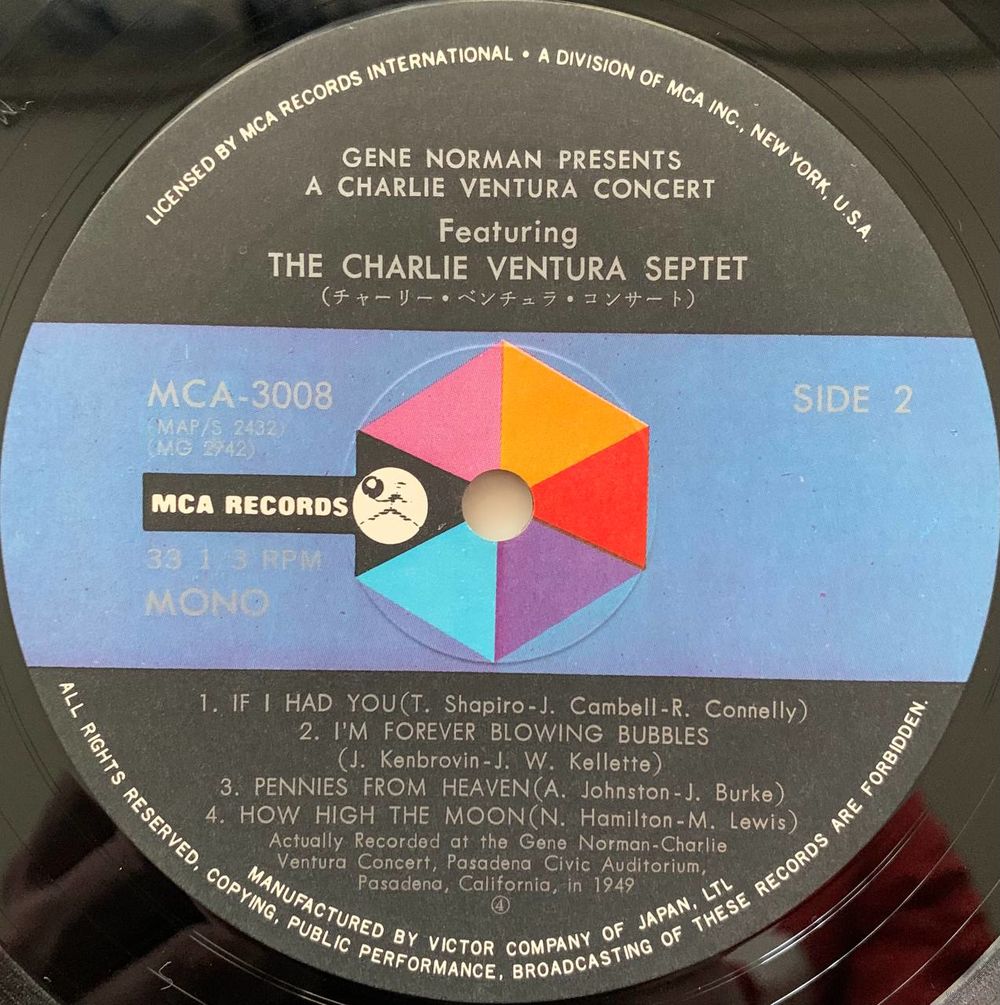 LICENSED BY MCA RECORDS INTERNATIONAL • A DIVISION OF MCA INC., NEW YORK, U.S.A.
GENE NORMAN PRESENTS
A CHARLIE VENTURA CONCERT
Featuring
THE CHARLIE VENTURA SEPTET
(チャーリー・ベンチュラ・コンサート)
MCA-3008
SIDE 2
(MAP/S 2432)
(MG 2942)
MCA RECORDS
33 1 3 RPM
MONO
1. IF I HAD YOU(T. Shapiro-J. Cambell-R. Connelly)
2. I'M FOREVER BLOWING BUBBLES
(J. Kenbrovin-J. W. Kellette)
3. PENNIES FROM HEAVEN(A. Johnston-J. Burke)
4. HOW HIGH THE MOON(N. Hamilton-M. Lewis)
Actually Recorded at the Gene Norman-Charlie
Ventura Concert, Pasadena Civic Auditorium,
Pasadena, California, in 1949
④
MANUFACTURED BY VICTOR COMPANY OF JAPAN, LTL
ALL RIGHTS RESERVED, COPYING, PUBLIC PERFORMANCE, BROADCASTING OF THESE RECORDS ARE FORBIDDEN.